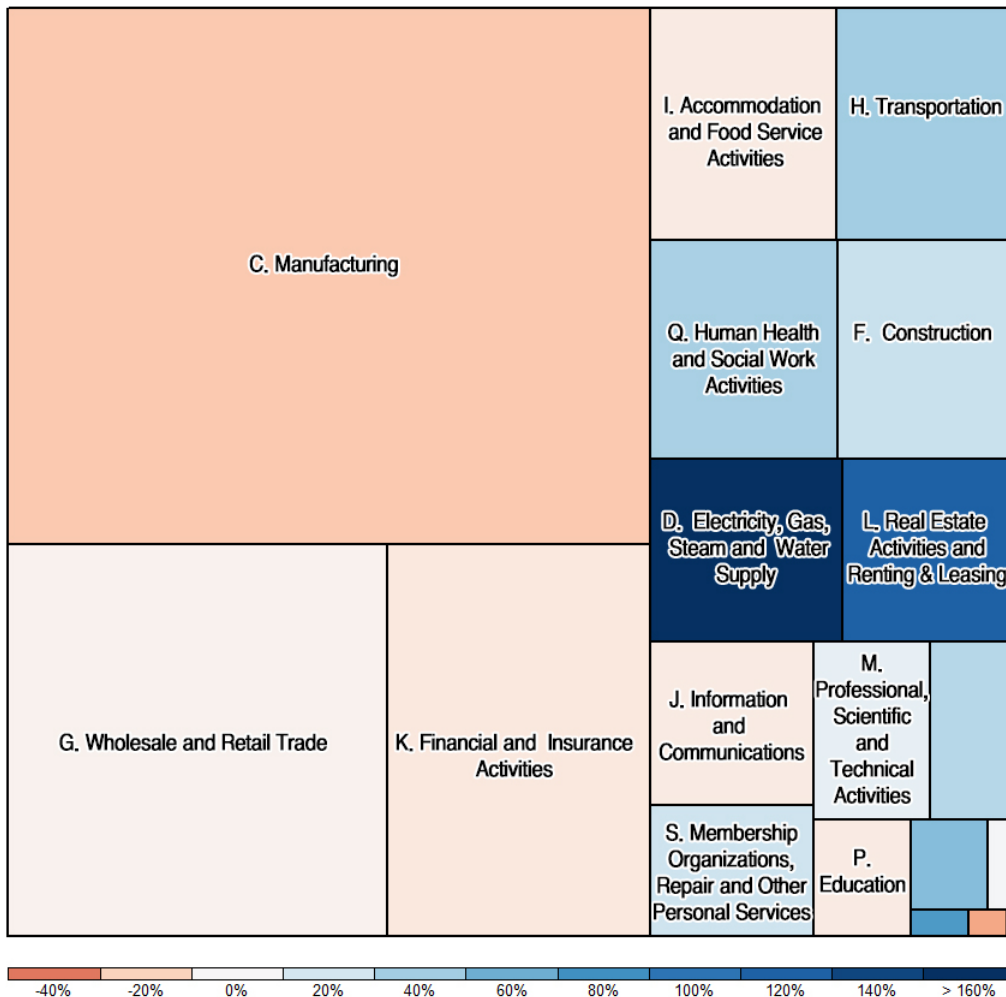 I. Accommodation
and Food Service
Activities
H. Transportation
C. Manufacturing
Q. Human Health
and Social Work
Activities
F. Construction
D. Electricity, Gas,
Steam and Water
Supply
L. Real Estate
Activities and
Renting & Leasing
G. Wholesale and Retail Trade
K. Financial and Insurance
Activities
J. Information
and
Communications
M.
Professional,
Scientific
and
Technical
Activities
S. Membership
Organizations,
Repair and Other
Personal Services
P.
Education
-40% -20% 0% 20% 40% 60% 80% 100% 120% 140% > 160%